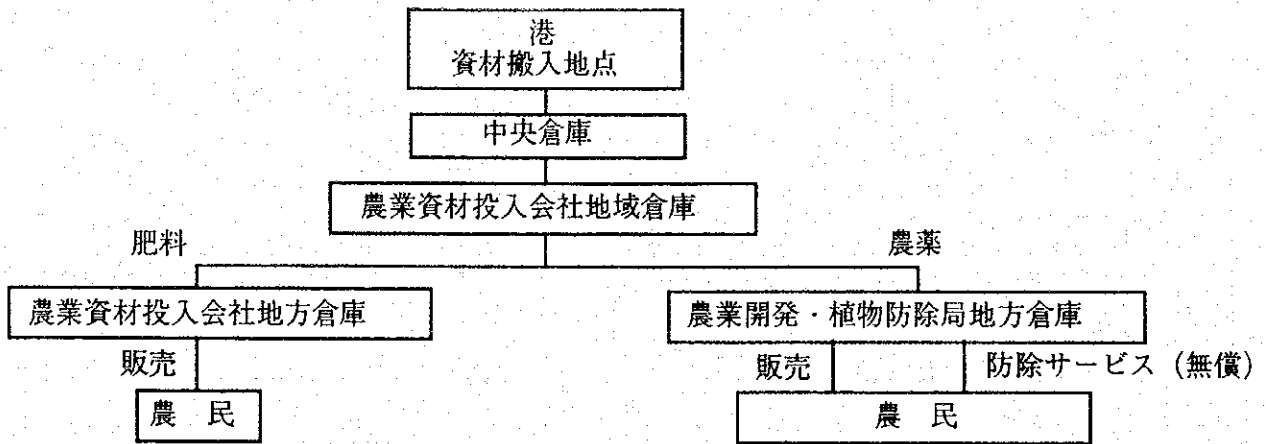 港
資材搬入地点
中央倉庫
農業資材投入会社地域倉庫
肥料
農薬
農業資材投入会社地方倉庫
農業開発・植物防除局地方倉庫
販売
販売
防除サービス（無償）
農 民
農 民